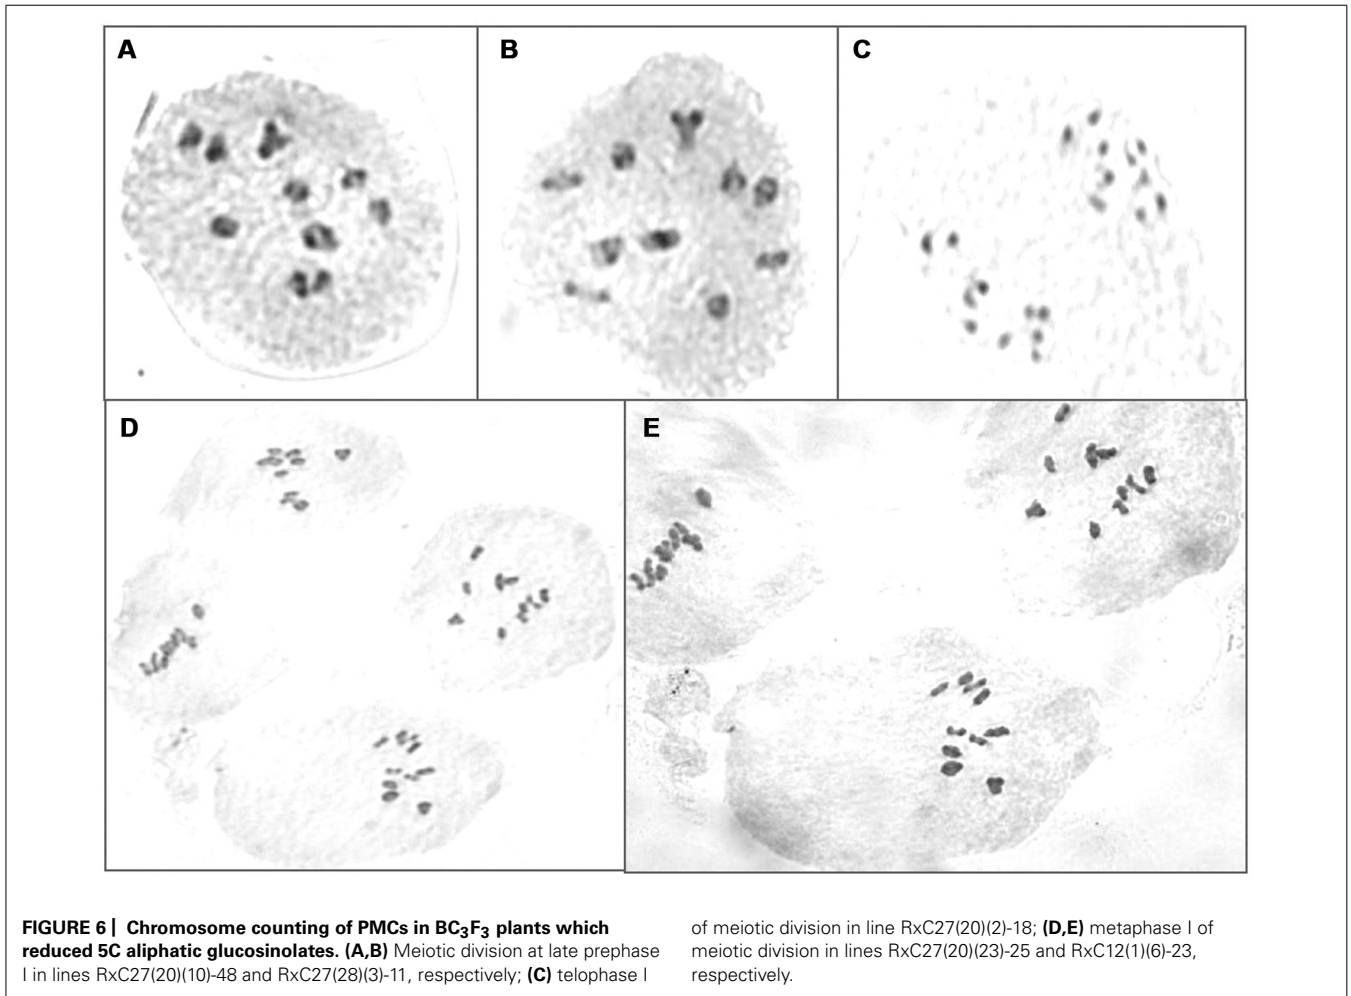 A
B
C
D
E
FIGURE 6 | Chromosome counting of PMCs in BC₃F₃ plants which
reduced 5C aliphatic glucosinolates. (A,B) Meiotic division at late prephase
I in lines RxC27(20)(10)-48 and RxC27(28)(3)-11, respectively; (C) telophase I
of meiotic division in line RxC27(20)(2)-18; (D,E) metaphase I of
meiotic division in lines RxC27(20)(23)-25 and RxC12(1)(6)-23,
respectively.